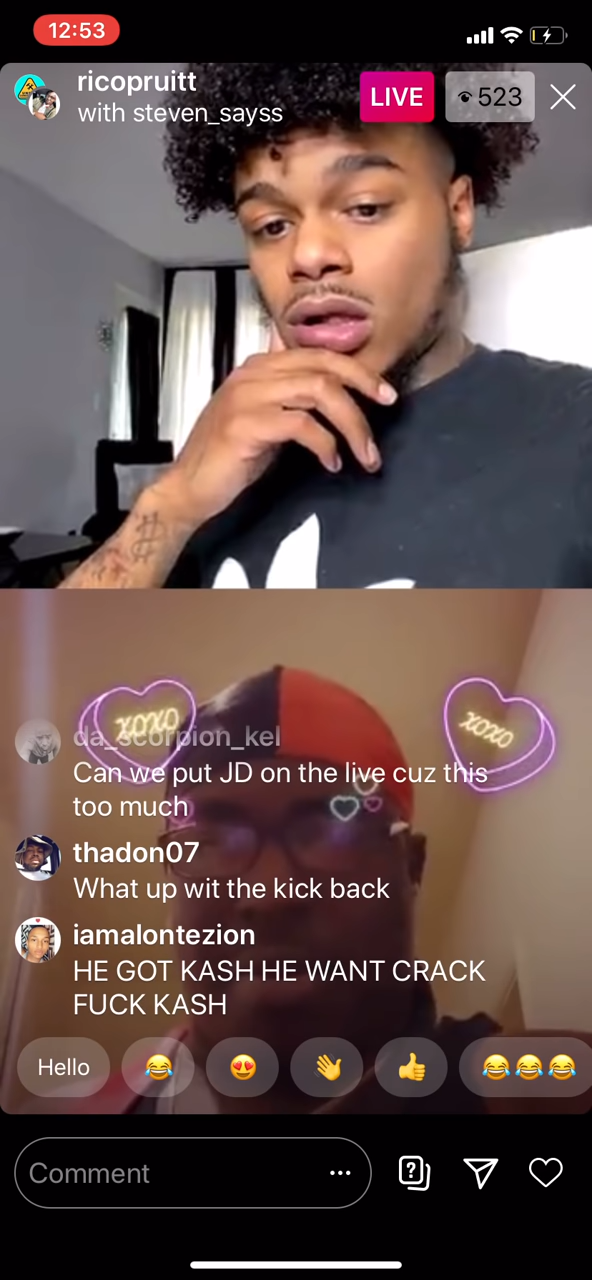 12:53
ricopruitt
with steven_sayss
LIVE
523
XOXO
XOXO
da_scorpion_kel
Can we put JD on the live cuz this
too much
thadon07
What up wit the kick back
iamalontezion
HE GOT KASH HE WANT CRACK
FUCK KASH
Hello 😂 😍 👋 👍 😂😂😂
Comment